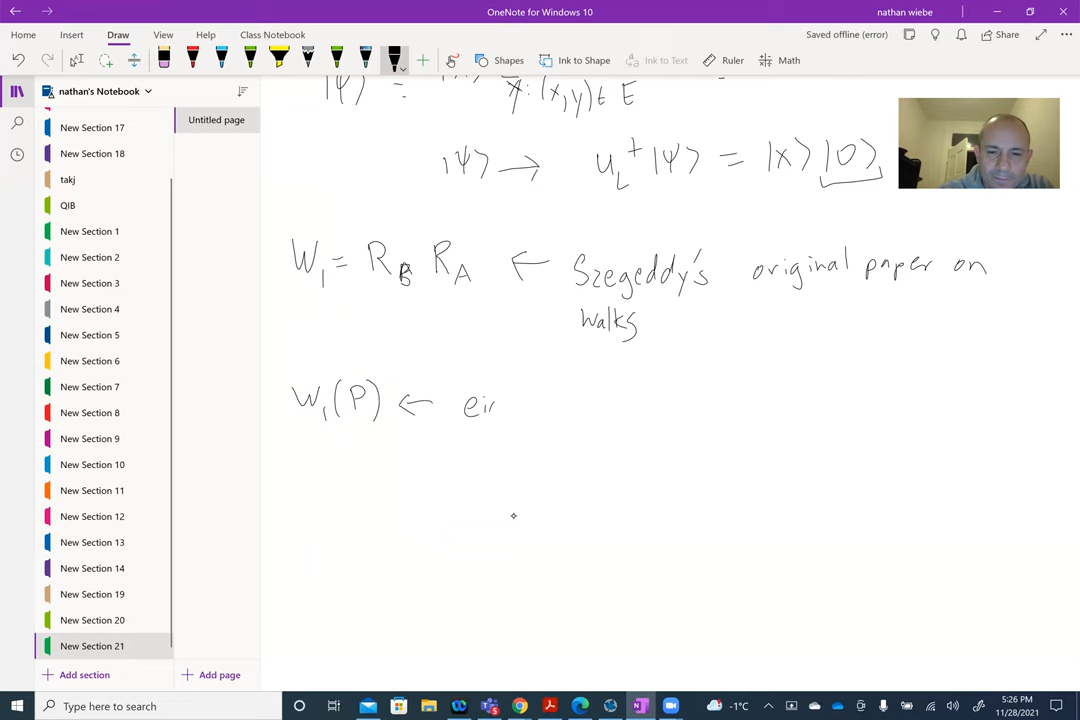 OneNote for Windows 10
nathan wiebe
Home Insert Draw View Help Class Notebook
Saved offline (error)
Share
Shapes Ink to Shape Ink to Text Ruler Math
nathan's Notebook
Untitled page
New Section 17
New Section 18
takj
QIB
New Section 1
New Section 2
New Section 3
New Section 4
New Section 5
New Section 6
New Section 7
New Section 8
New Section 9
New Section 10
New Section 11
New Section 12
New Section 13
New Section 14
New Section 19
New Section 20
New Section 21
Add section
Add page
|ψ⟩ = y:(x,y)∈E
|ψ⟩ → U_L† |ψ⟩ = |x⟩|0⟩
W₁ = R_B R_A ← Szegeddy's original paper on
walks
W₁(P) ← eir
Type here to search
-1°C
5:26 PM
11/28/2021